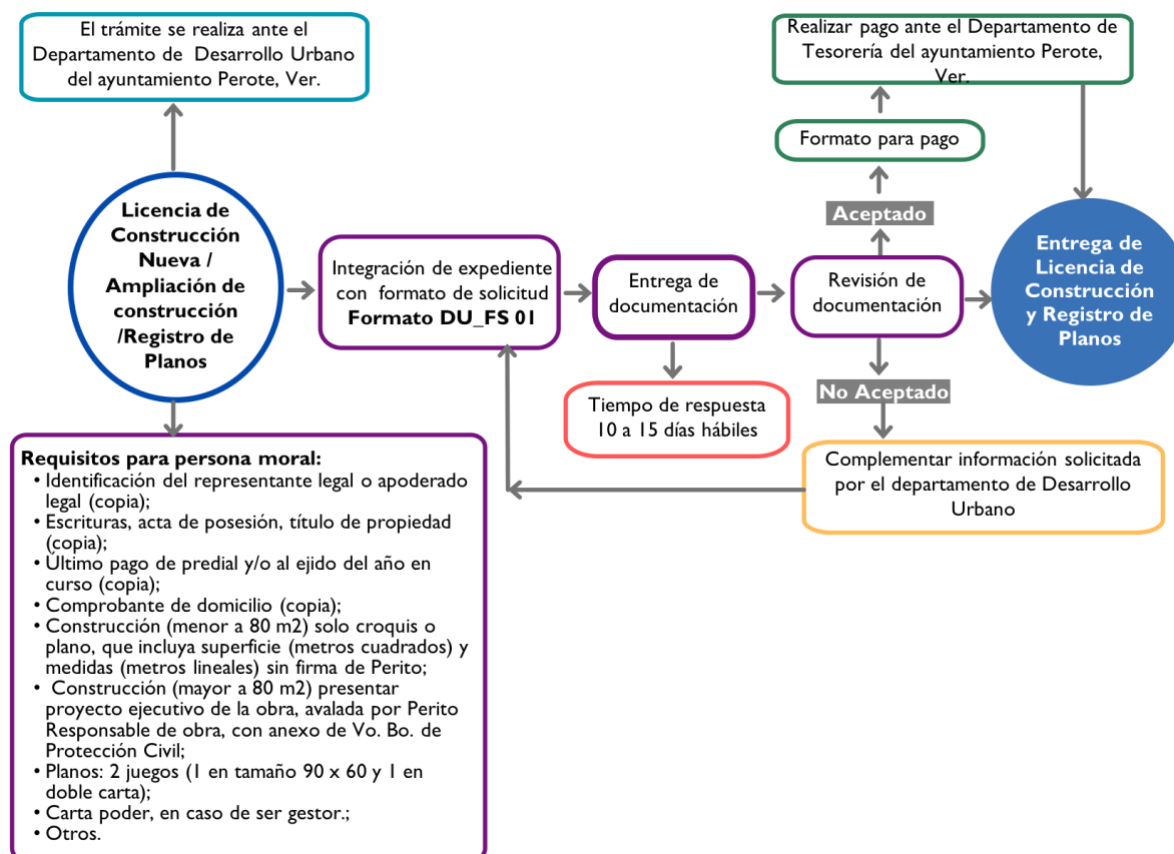 El trámite se realiza ante el
Departamento de Desarrollo Urbano
del ayuntamiento Perote, Ver.
Realizar pago ante el Departamento de
Tesorería del ayuntamiento Perote,
Ver.
Formato para pago
Aceptado
Licencia de
Construcción
Nueva /
Ampliación de
construcción
/Registro de
Planos
Integración de expediente
con formato de solicitud
Formato DU_FS 01
Entrega de
documentación
Revisión de
documentación
Entrega de
Licencia de
Construcción
y Registro de
Planos
No Aceptado
Tiempo de respuesta
10 a 15 días hábiles
Complementar información solicitada
por el departamento de Desarrollo
Urbano
Requisitos para persona moral:
• Identificación del representante legal o apoderado
legal (copia);
• Escrituras, acta de posesión, título de propiedad
(copia);
• Último pago de predial y/o al ejido del año en
curso (copia);
• Comprobante de domicilio (copia);
• Construcción (menor a 80 m2) solo croquis o
plano, que incluya superficie (metros cuadrados) y
medidas (metros lineales) sin firma de Perito;
• Construcción (mayor a 80 m2) presentar
proyecto ejecutivo de la obra, avalada por Perito
Responsable de obra, con anexo de Vo. Bo. de
Protección Civil;
• Planos: 2 juegos (1 en tamaño 90 x 60 y 1 en
doble carta);
• Carta poder, en caso de ser gestor.;
• Otros.